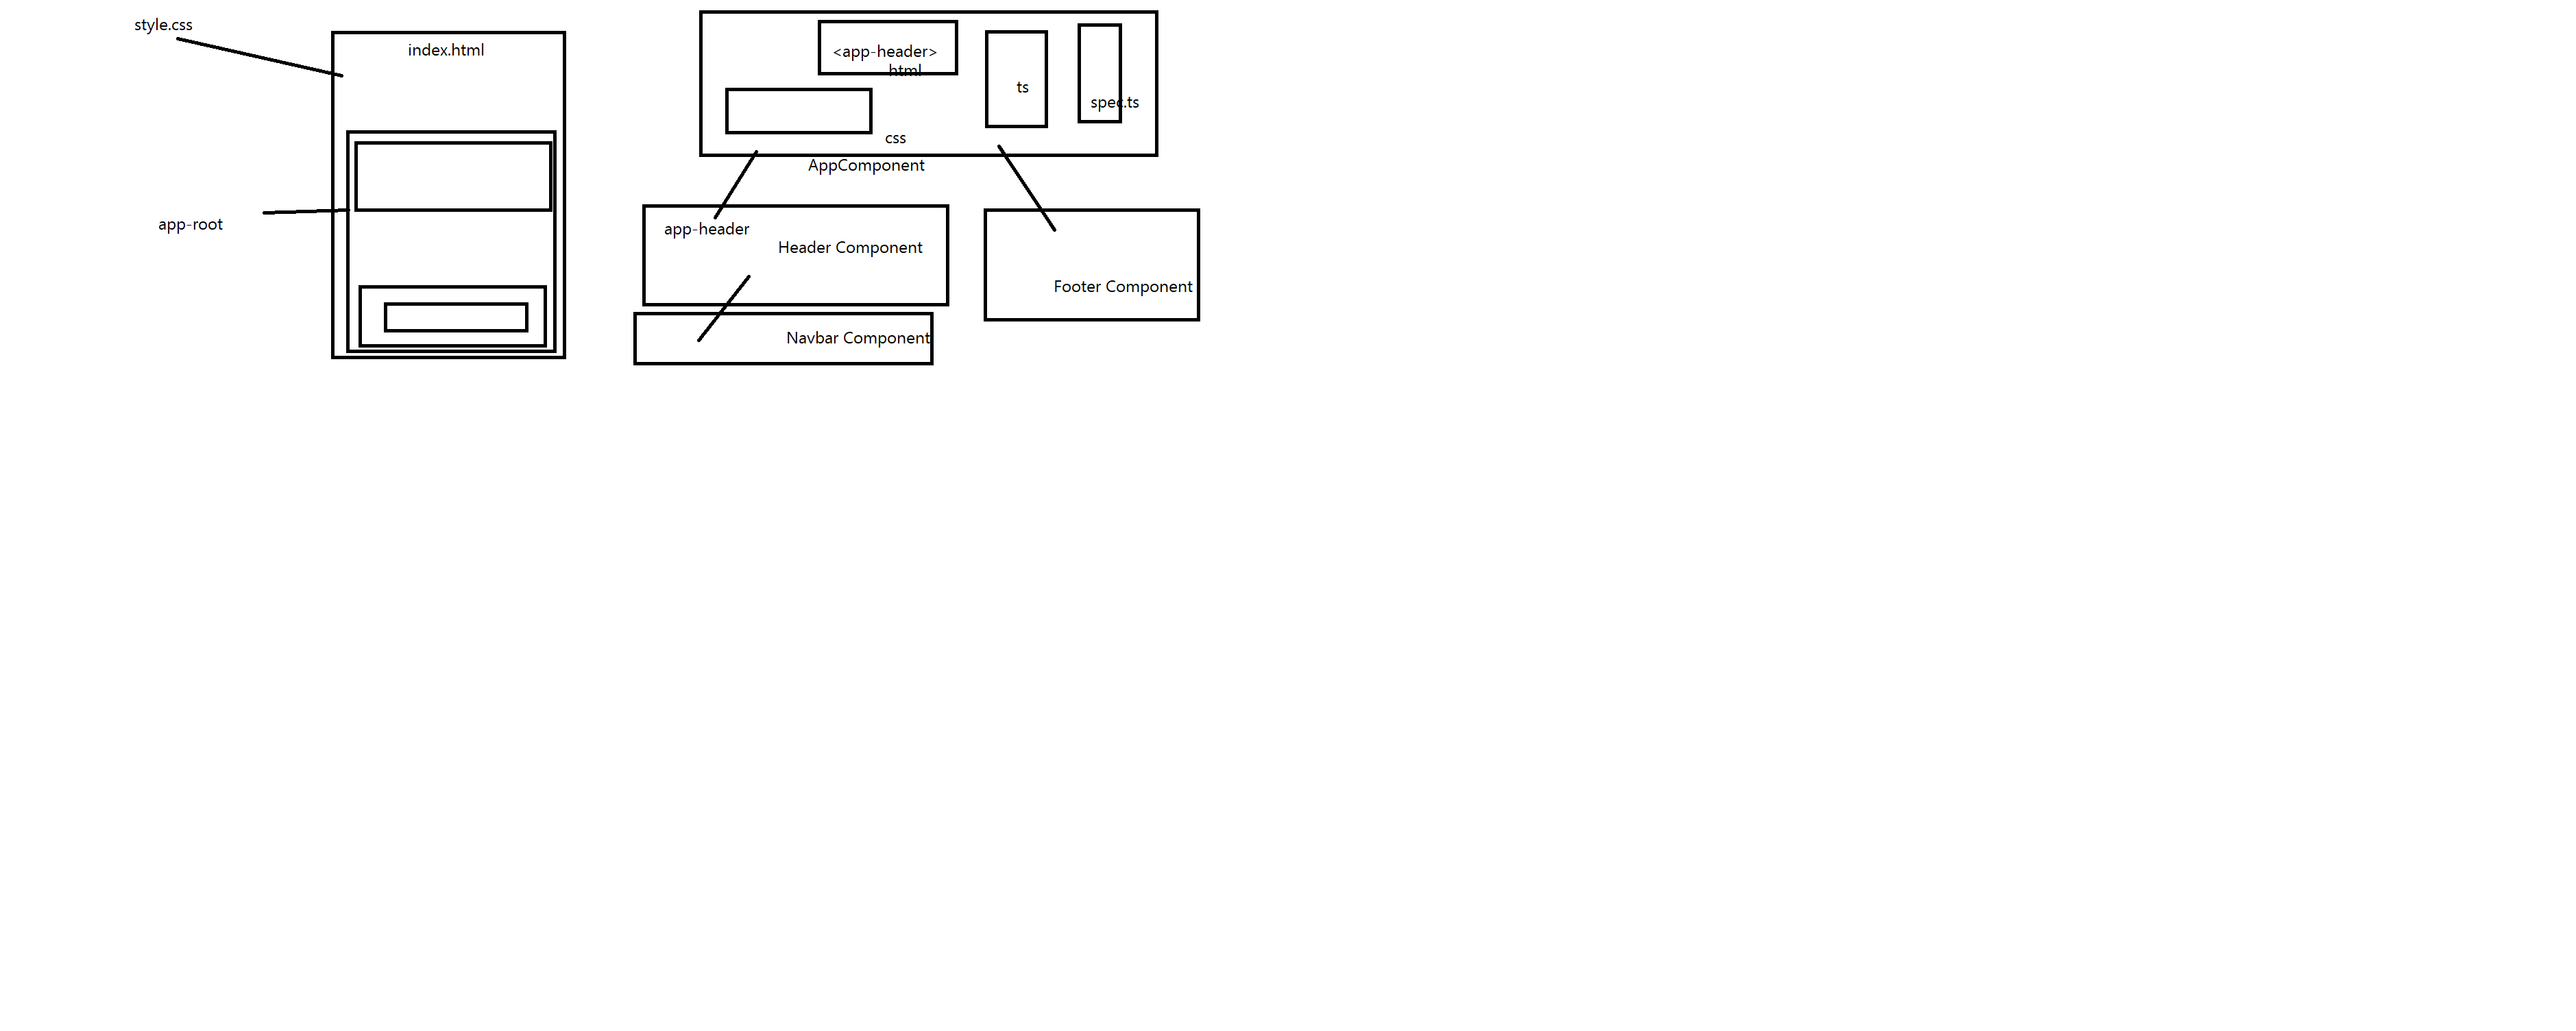 style.css
index.html
app-root
<app-header>
html
ts
spec.ts
css
AppComponent
app-header
Header Component
Footer Component
Navbar Component